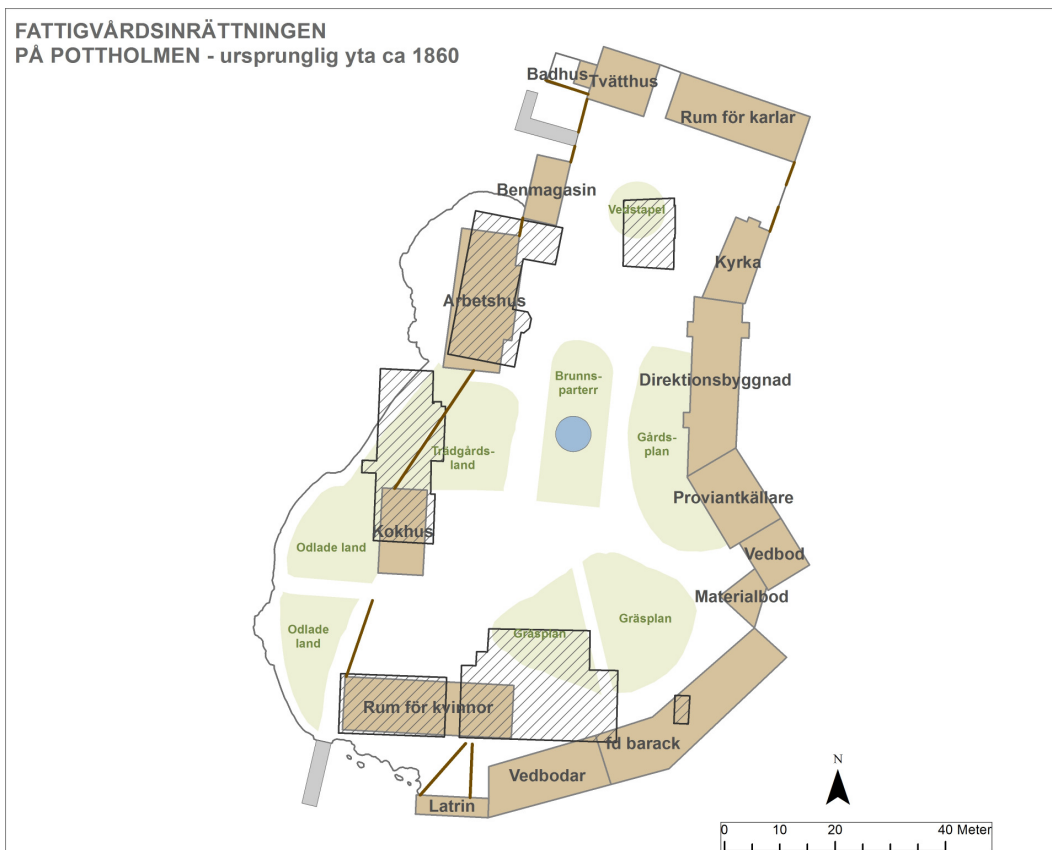 FATTIGVÅRDSINRÄTTNINGEN
PÅ POTTHOLMEN - ursprunglig yta ca 1860
Badhus
Tvätthus
Rum för karlar
Benmagasin
Vedstapel
Kyrka
Arbetshus
Brunns-
parterr
Direktionsbyggnad
Trädgårds-
land
Gårds-
plan
Proviantkällare
Kokhus
Odlade land
Vedbod
Materialbod
Odlade
land
Gräsplan
Gräsplan
Rum för kvinnor
fd barack
Vedbodar
Latrin
N
0 10 20 40 Meter